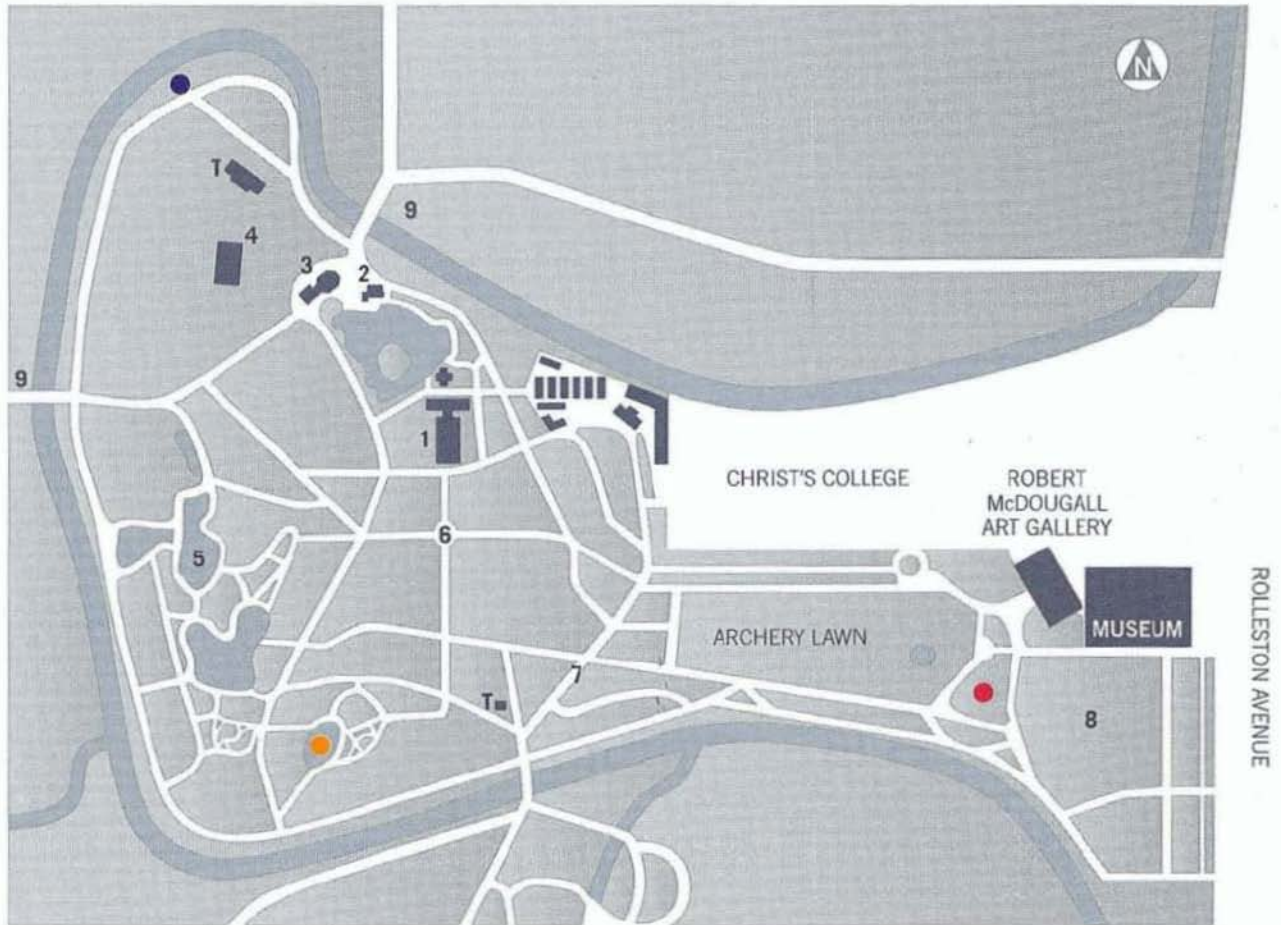 N
T
9
4
3
2
9
1
CHRIST'S COLLEGE
ROBERT
McDOUGALL
ART GALLERY
6
5
MUSEUM
ROLLESTON AVENUE
ARCHERY LAWN
7
T
8